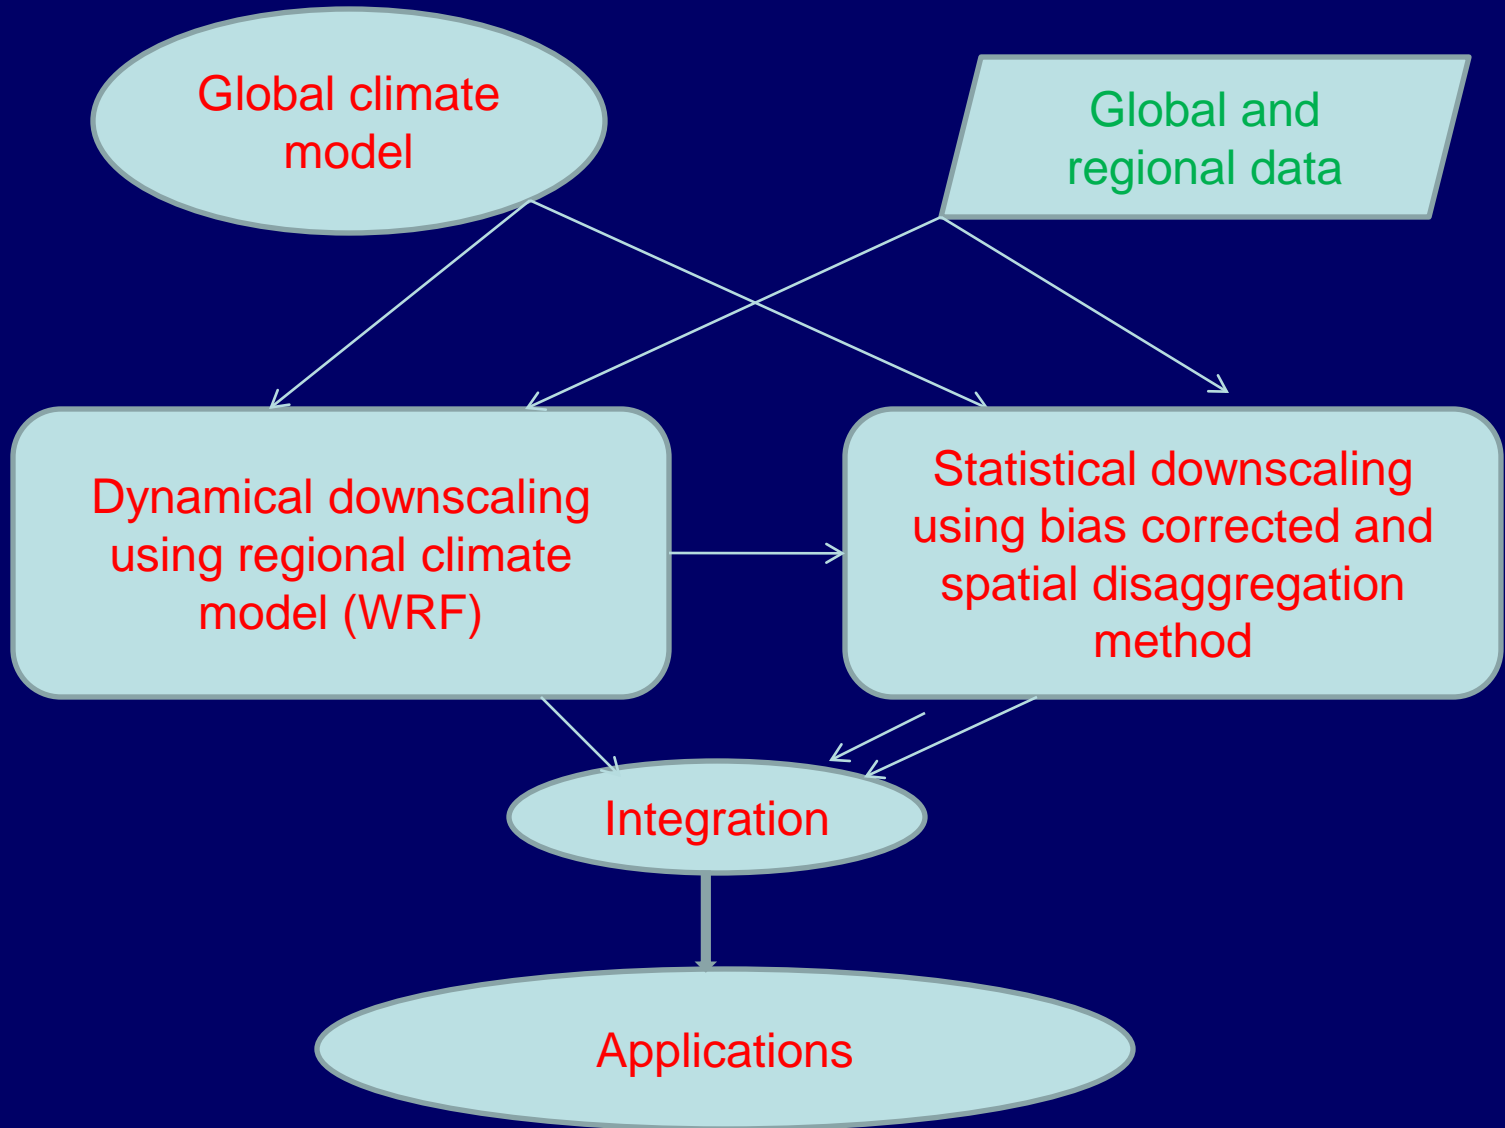 Global climate
model
Global and
regional data
Dynamical downscaling
using regional climate
model (WRF)
Statistical downscaling
using bias corrected and
spatial disaggregation
method
Integration
Applications